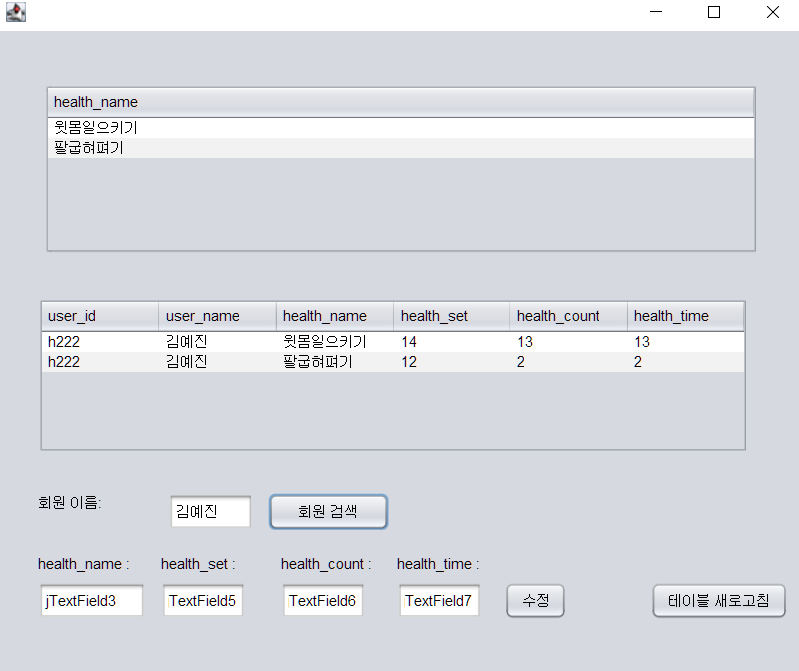 health_name
윗몸일으키기
팔굽혀펴기
user_id user_name health_name health_set health_count health_time
h222 김예진 윗몸일으키기 14 13 13
h222 김예진 팔굽혀펴기 12 2 2
회원 이름: 김예진 회원 검색
health_name : health_set : health_count : health_time :
jTextField3 TextField5 TextField6 TextField7 수정 테이블 새로고침